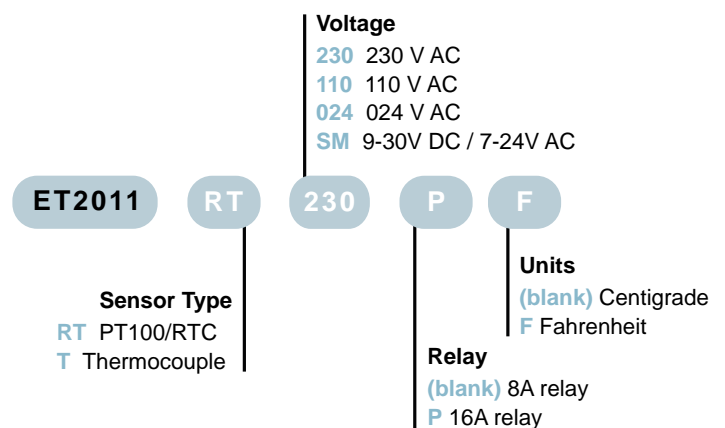 Voltage
230 230 V AC
110 110 V AC
024 024 V AC
SM 9-30V DC / 7-24V AC
ET2011 RT 230 P F
Sensor Type
RT PT100/RTC
T Thermocouple
Units
(blank) Centigrade
F Fahrenheit
Relay
(blank) 8A relay
P 16A relay